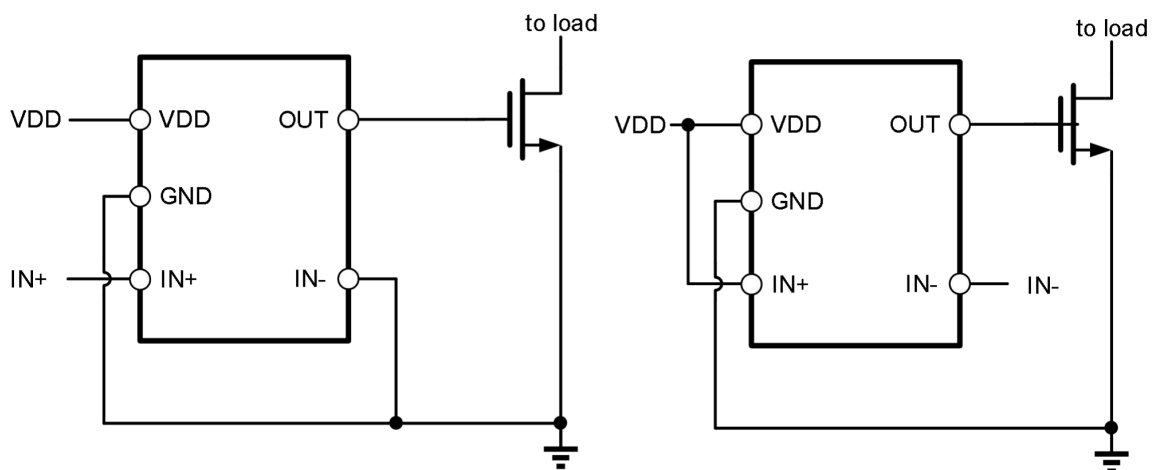 to load
VDD
VDD
OUT
GND
IN+
IN+
IN-
to load
VDD
VDD
OUT
GND
IN+
IN-
IN-